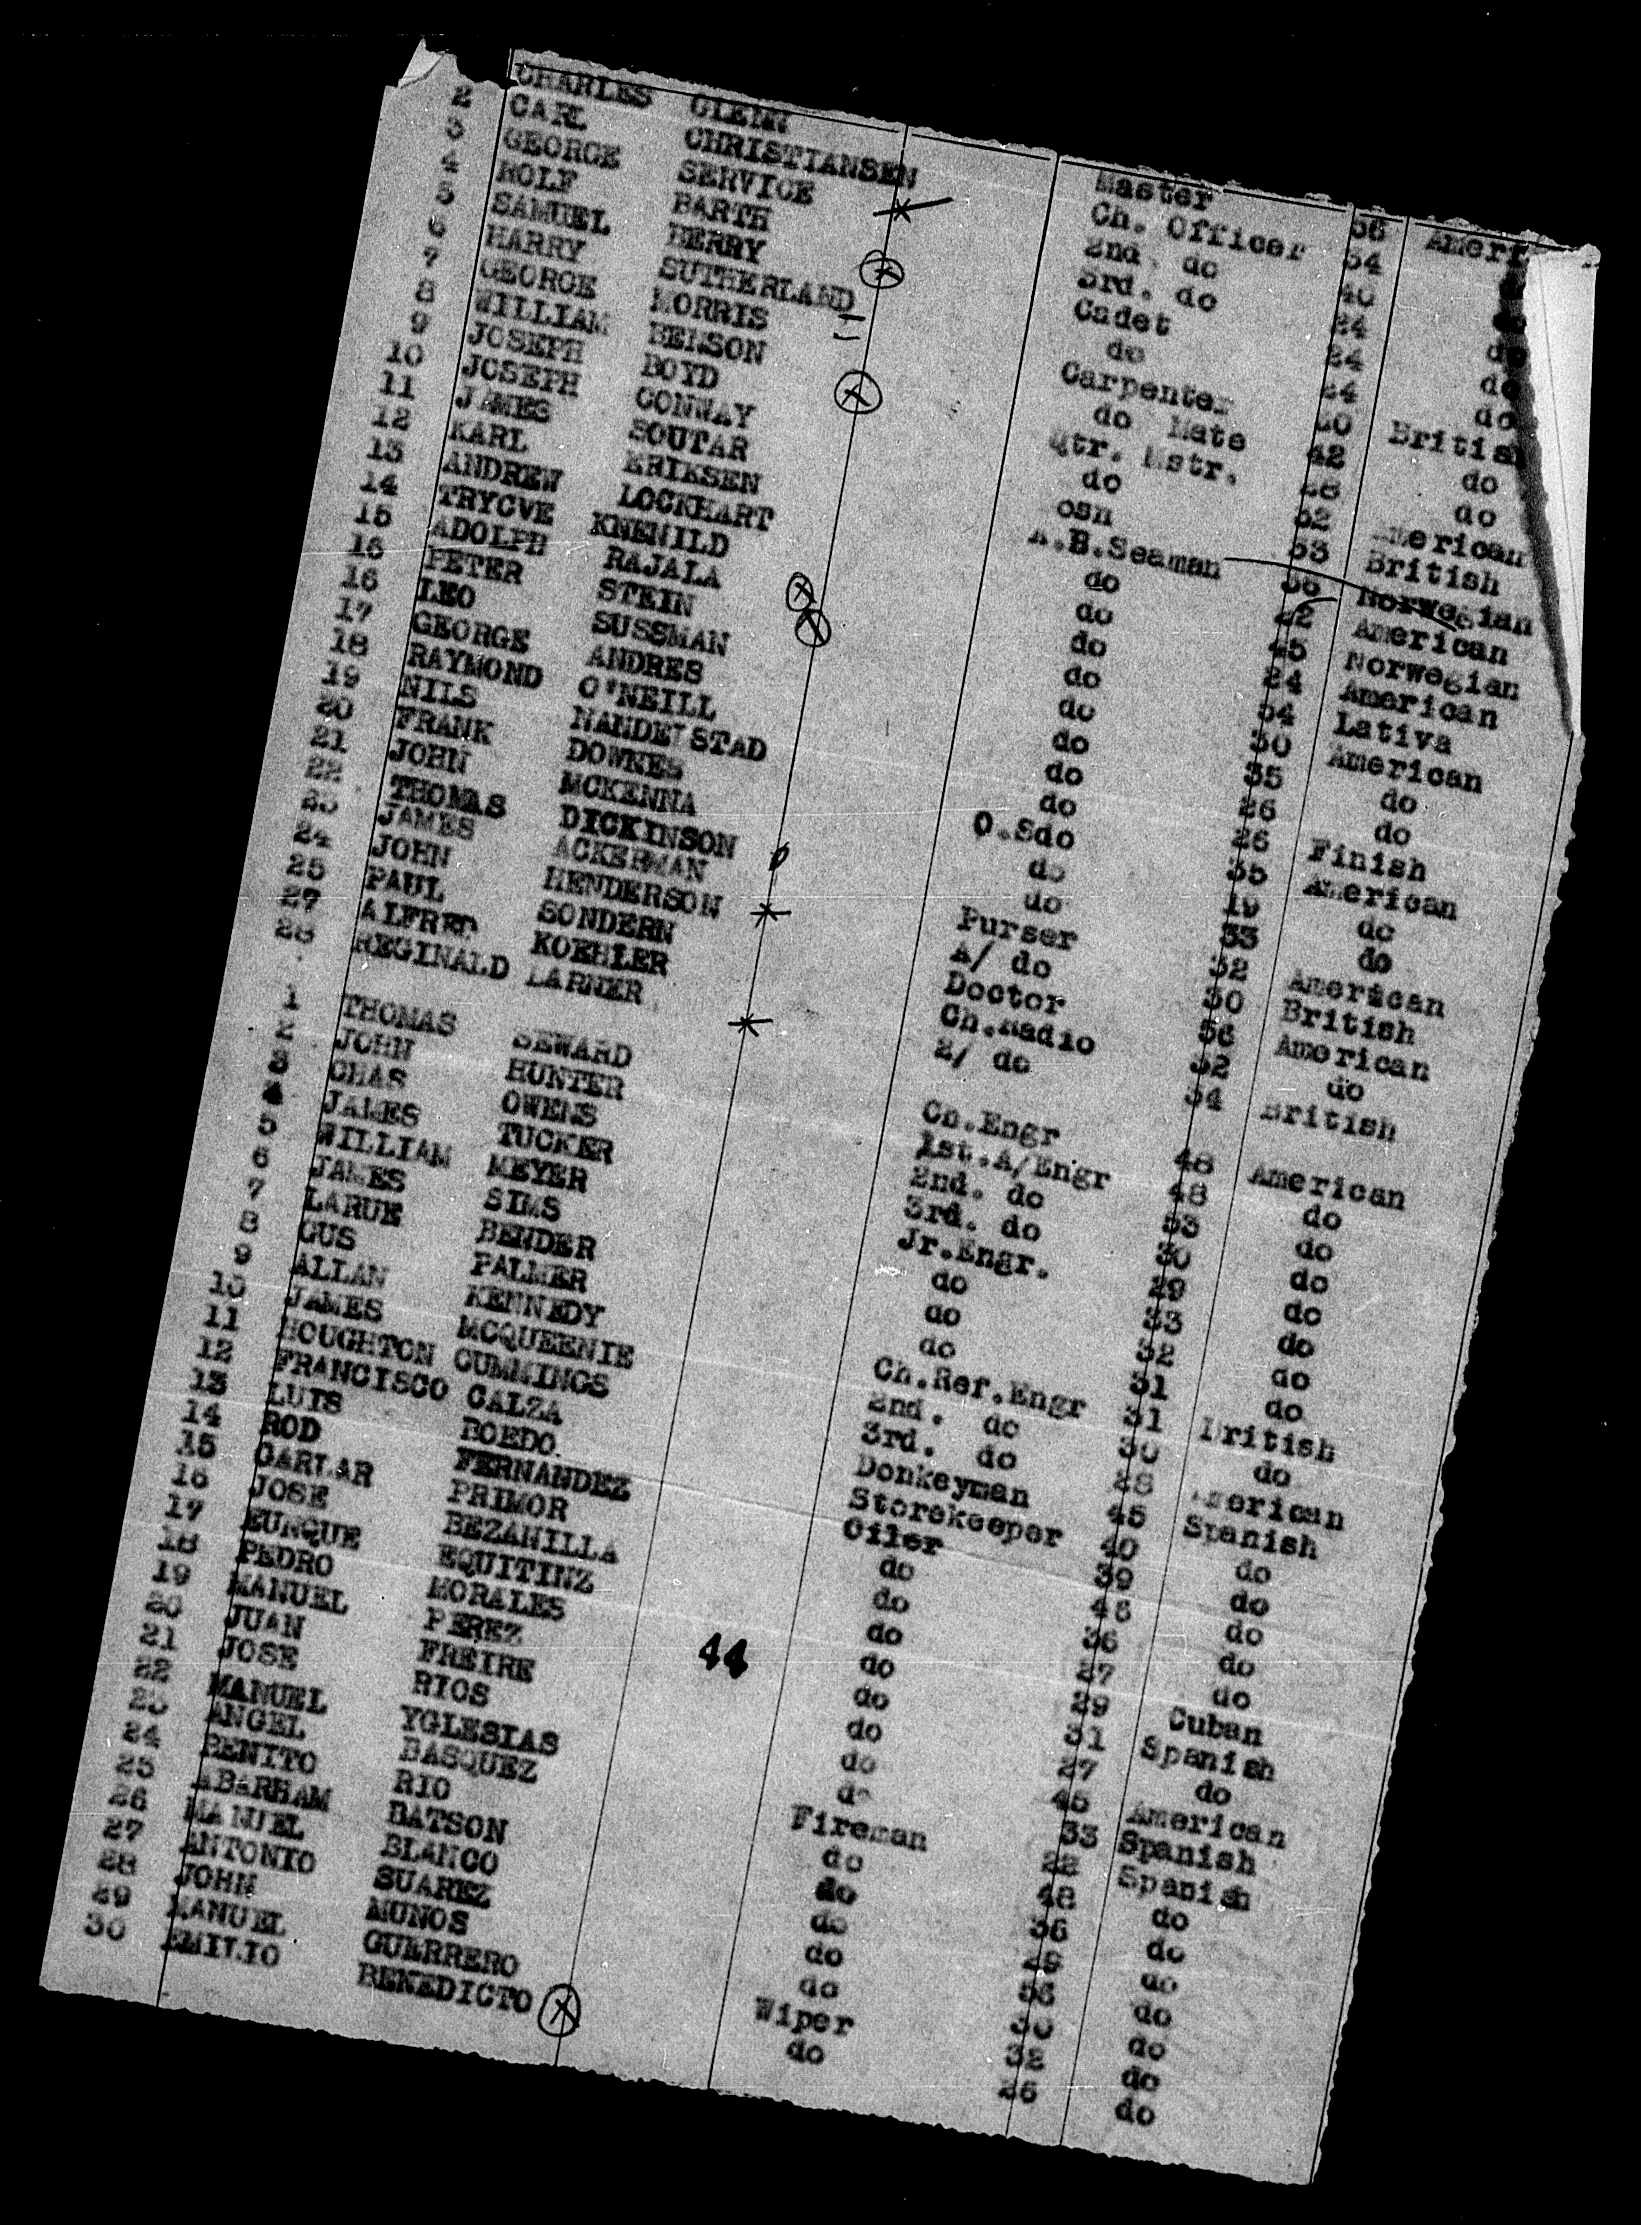 CHARLES GLENN Master 56 Ameri
2 CARL CHRISTIANSEN Ch. Officer 34
3 GEORGE SERVICE 2nd. do 40 do
4 ROLF BARTH 3rd. do 24 do
5 SAMUEL BERRY Cadet 24 do
6 HARRY SUTHERLAND do 24 do
7 GEORGE MORRIS Carpenter 50 British
8 WILLIAM BENSON do Mate 42 do
9 JOSEPH BOYD Qtr. Mstr. 28 do
10 JOSEPH CONWAY do 52 American
11 JAMES SOUTAR osn 53 British
12 KARL ERIKSEN A.B.Seaman 36 Norwegian
13 ANDREW LOCKHART do 22 American
14 TRYGVE KNENILD do 45 Norwegian
15 ADOLPH RAJALA do 24 American
15 PETER STEIN do 34 Lativa
16 LEO SUSSMAN do 30 American
17 GEORGE ANDRES do 35 do
18 RAYMOND O'NEILL do 26 do
19 NILS NANDE STAD do 26 Finish
20 FRANK DOWNES O.Sdo 35 American
21 JOHN MCKENNA do 19 do
22 THOMAS DICKINSON do 33 do
23 JAMES ACKERMAN Purser 32 American
24 JOHN HENDERSON A/ do 30 British
25 PAUL SONDERN Doctor 56 American
27 ALFRED KOEHLER Ch.Radio 32 do
28 REGINALD LARNER 2/ do 34 British
1 THOMAS SEWARD Ch.Engr 48 American
2 JOHN HUNTER 1st.A/Engr 48 do
3 CHAS OWENS 2nd. do 53 do
4 JAMES TUCKER 3rd. do 30 do
5 WILLIAM MEYER Jr.Engr. 29 do
6 JAMES SIMS do 33 do
7 LARUE BENDER do 32 do
8 GUS PALMER do 31 do
9 ALLAN KENNEDY Ch.Ref.Engr 31 British
10 JAMES MCQUEENIE 2nd. do 30 do
11 HOUGHTON CUMMINGS 3rd. do 28 American
12 FRANCISCO CALZA Donkeyman 45 Spanish
13 LUIS BOEDO Storekeeper 40 do
14 ROD FERNANDEZ Oiler 39 do
15 GARLAR PRIMOR do 45 do
16 JOSE BEZANILLA do 36 do
17 EUNQUE EQUITINZ do 27 do
18 PEDRO MORALES do 29 Cuban
19 MANUEL PEREZ do 31 Spanish
20 JUAN FREIRE 44 do 27 do
21 JOSE RIOS do 45 American
22 MANUEL YGLESIAS do 33 Spanish
23 ANGEL BASQUEZ Fireman 22 Spanish
24 BENITO RIO do 48 do
25 ABARHAM BATSON do 36 do
26 MANUEL BLANCO do 29 do
27 ANTONIO SUAREZ do 35 do
28 JOHN MUNOS do 30 do
29 MANUEL GUERRERO Wiper 32 do
30 EMILIO BENEDICTO do 26 do